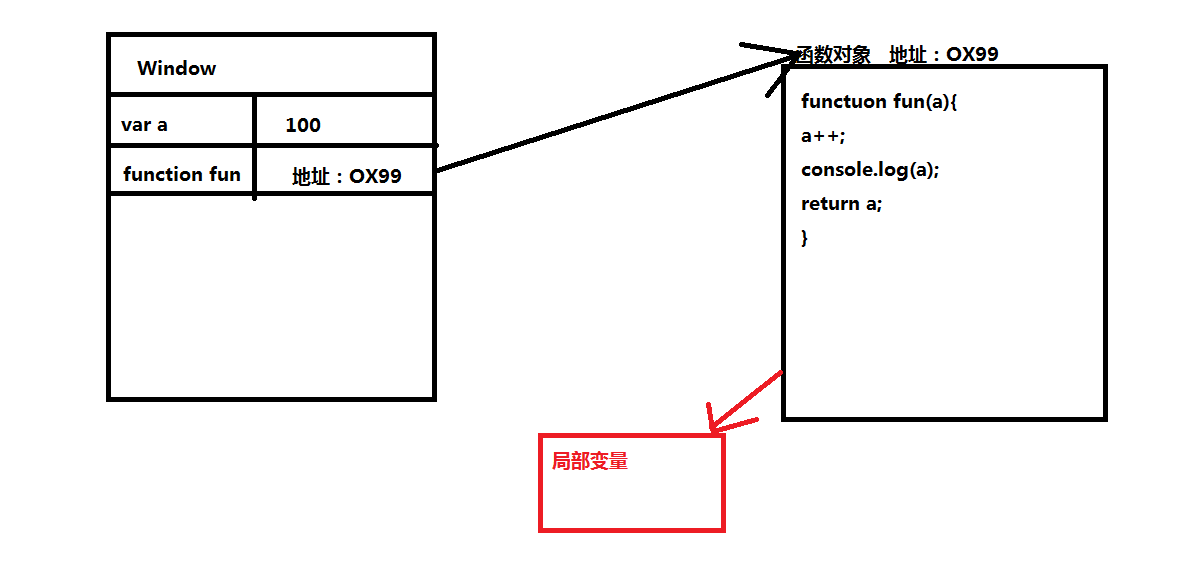 Window
var a 100
function fun 地址：OX99
函数对象 地址：OX99
functuon fun(a){
a++;
console.log(a);
return a;
}
局部变量